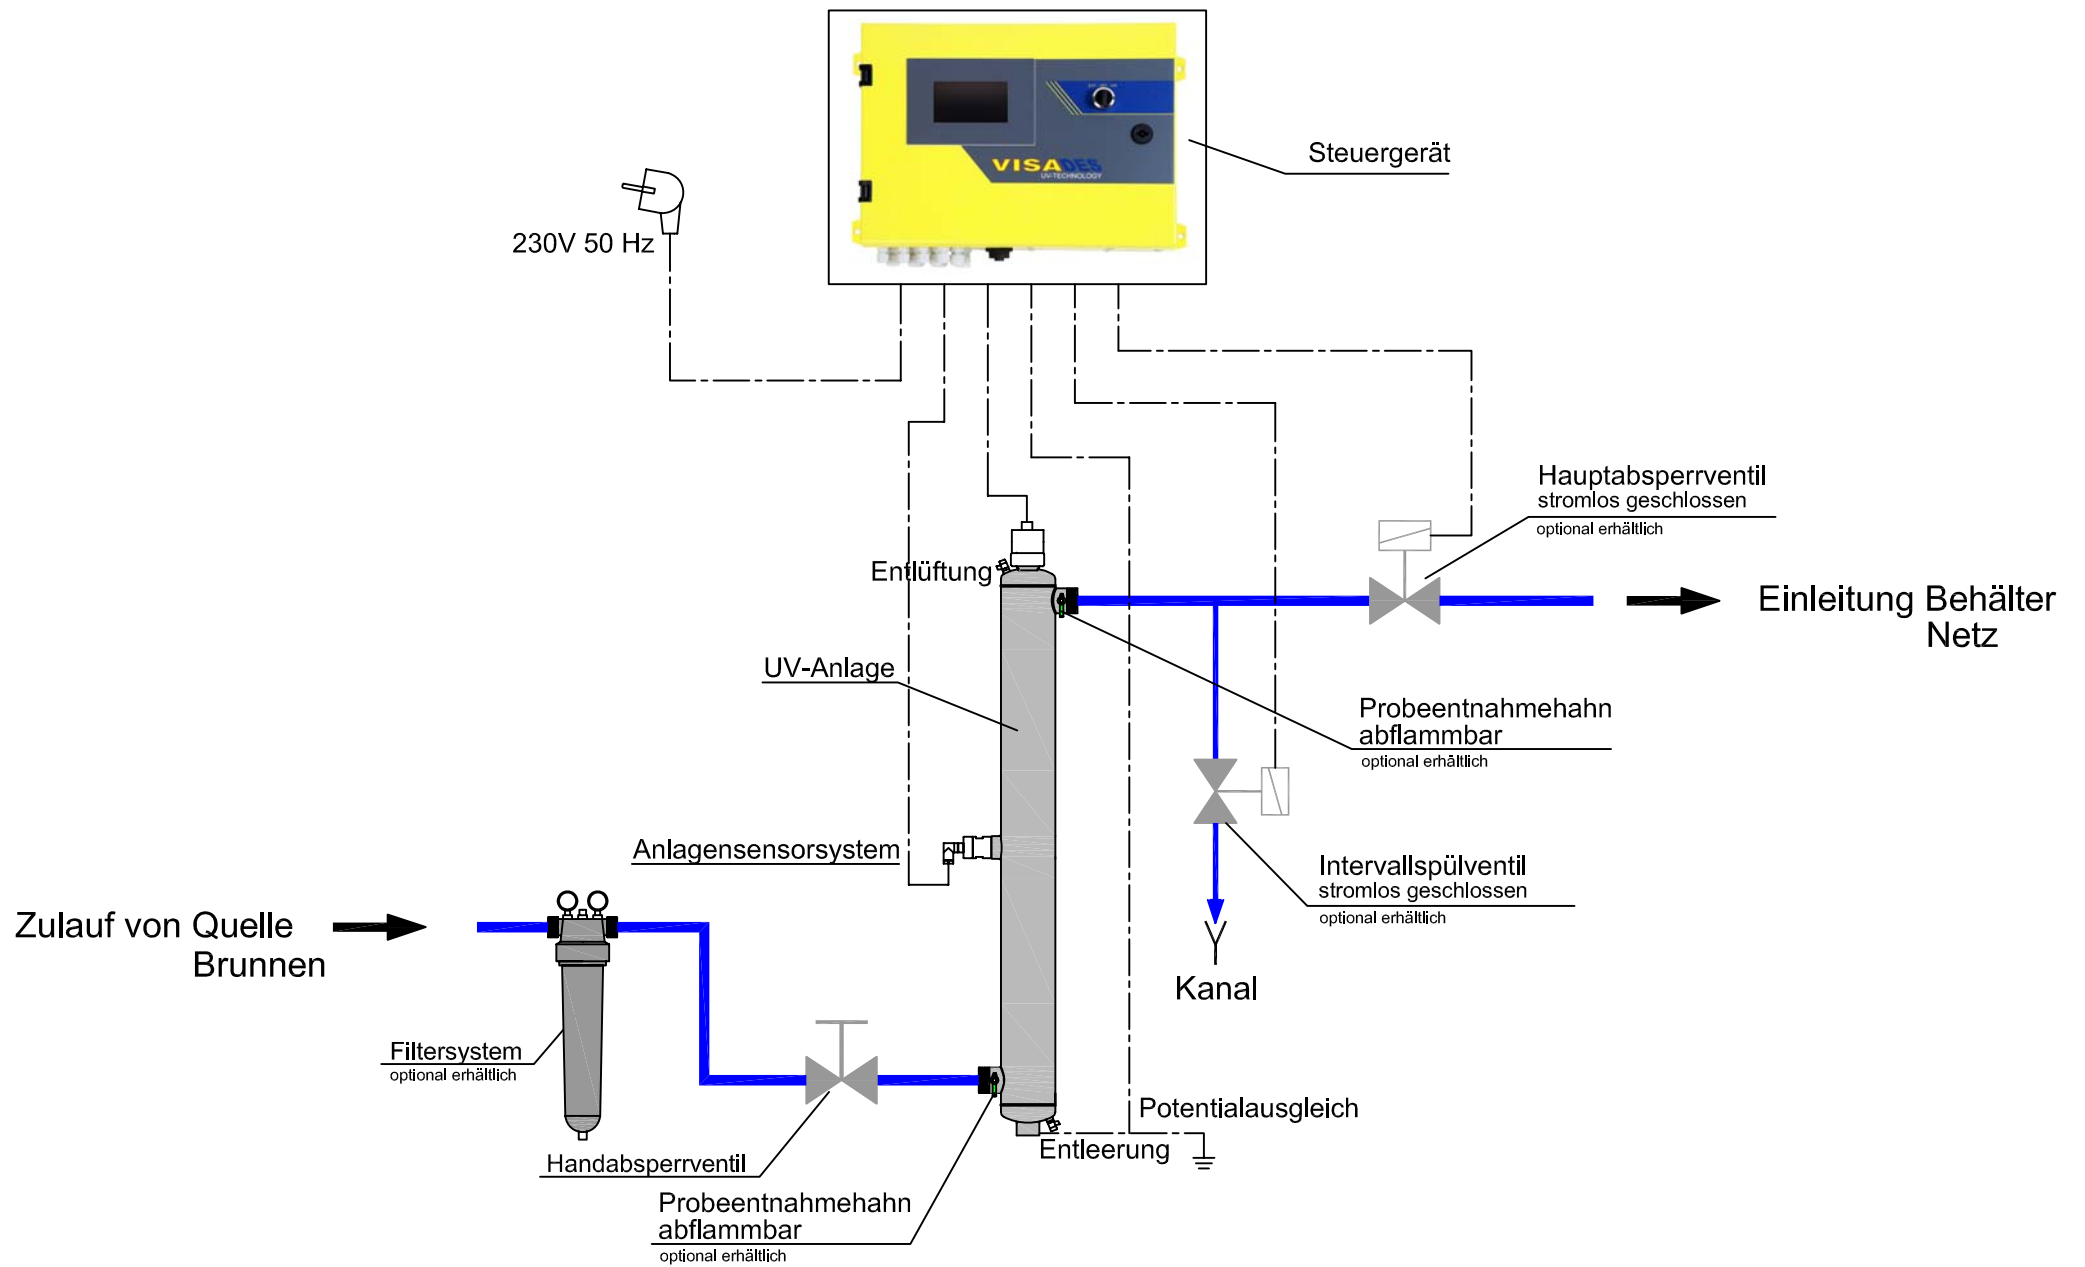 VISADES
UV-TECHNOLOGY
Steuergerät
230V 50 Hz
Hauptabsperrventil
stromlos geschlossen
optional erhältlich
Entlüftung
Einleitung Behälter
Netz
UV-Anlage
Probeentnahmehahn
abflammbar
optional erhältlich
Anlagensensorsystem
Intervallspülventil
stromlos geschlossen
optional erhältlich
Zulauf von Quelle
Brunnen
Kanal
Filtersystem
optional erhältlich
Potentialausgleich
Entleerung
Handabsperrventil
Probeentnahmehahn
abflammbar
optional erhältlich